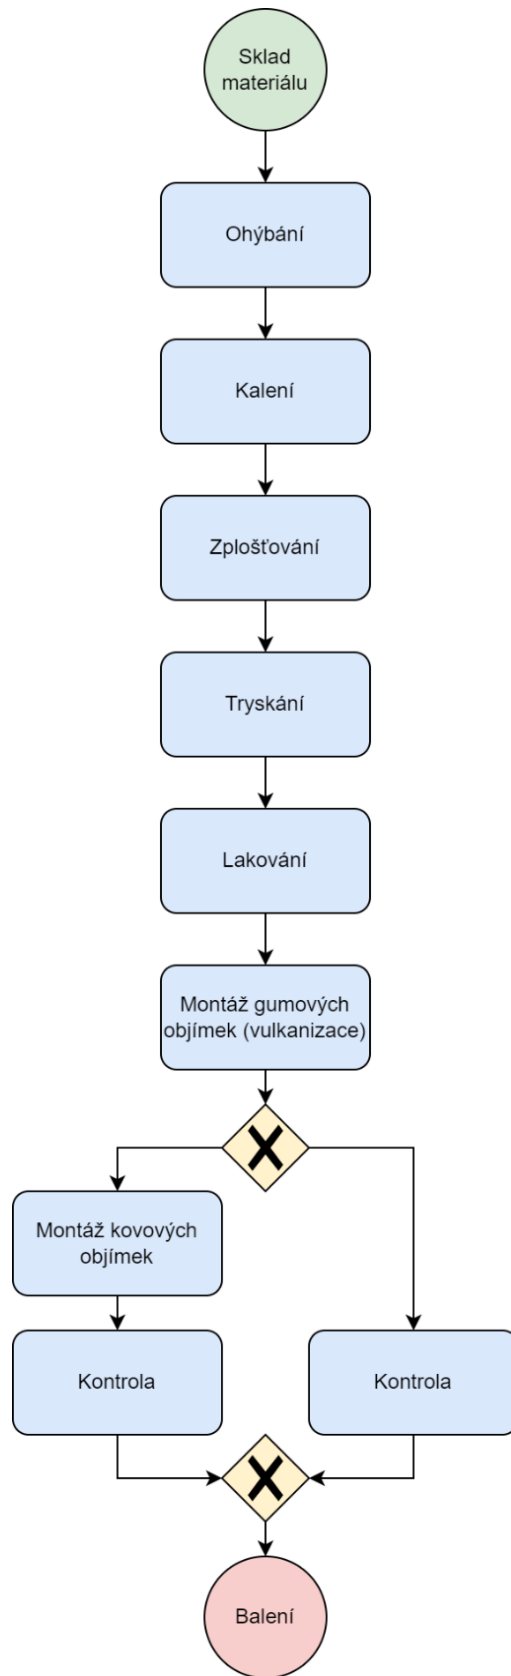 Sklad
materiálu
Ohýbání
Kalení
Zplošťování
Tryskání
Lakování
Montáž gumových
objímek (vulkanizace)
Montáž kovových
objímek
Kontrola
Kontrola
Balení